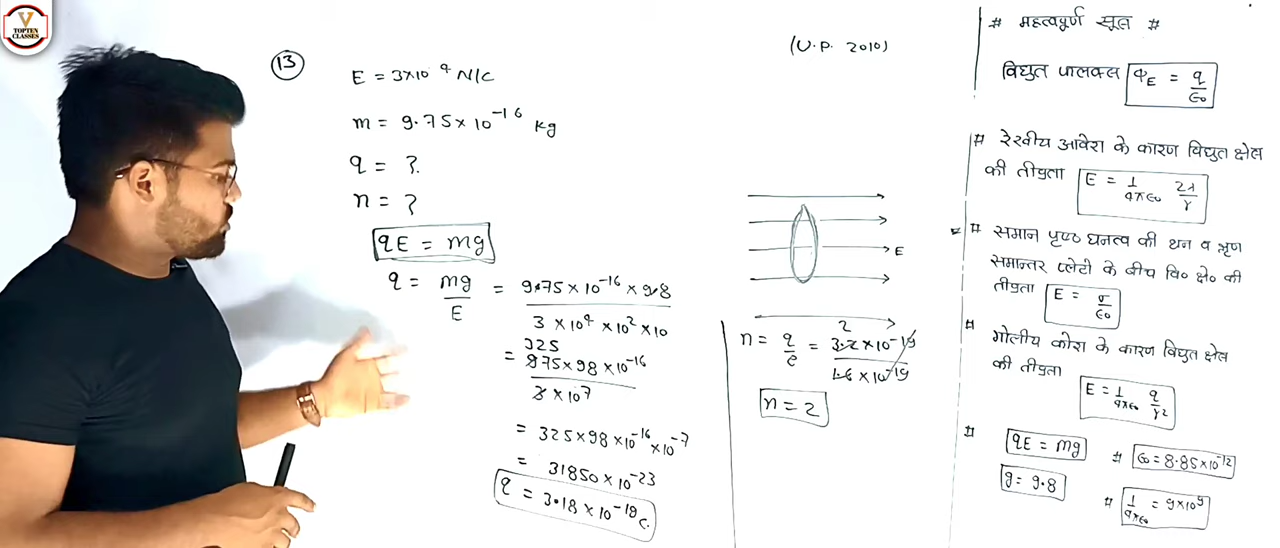 V
TOPTEN
CLASSES
(13)
E = 3×10⁴ N/C
m = 9.75×10⁻¹⁶ kg
q = ?
n = ?
qE = mg
q = mg/E = 9.75×10⁻¹⁶×9.8 / 3×10⁴×10²×10
325
= 975×98×10⁻¹⁶ / 3×10⁷
= 325×98×10⁻¹⁶×10⁻⁷
= 31850×10⁻²³
q = 3.18×10⁻¹⁹ C.
(U.P. 2010)
E
2
n = q/e = 3.2×10⁻¹⁹ / 1.6×10⁻¹⁹
n = 2
# महत्वपूर्ण सूत्र #
विद्युत फ्लक्स ΦE = q/ε₀
# रेखीय आवेश के कारण विद्युत क्षेत्र
की तीव्रता E = 1/4πε₀ 2λ/r
# समान पृष्ठ घनत्व की धन व ऋण
समान्तर प्लेटो के बीच वि० क्षे० की
तीव्रता E = σ/ε₀
# गोलीय कोश के कारण विद्युत क्षेत्र
की तीव्रता
E = 1/4πε₀ q/r²
# qE = mg
g = 9.8
# ε₀ = 8.85×10⁻¹²
# 1/4πε₀ = 9×10⁹